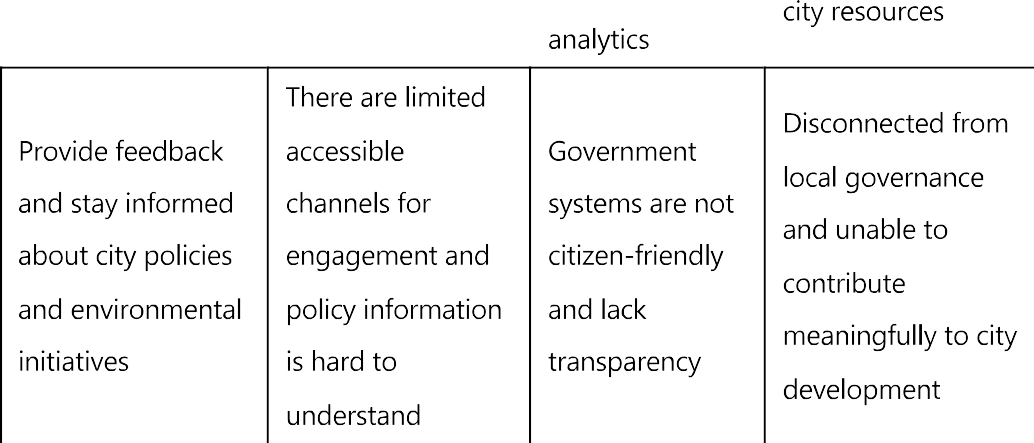 city resources
analytics
Provide feedback
and stay informed
about city policies
and environmental
initiatives
There are limited
accessible
channels for
engagement and
policy information
is hard to
understand
Government
systems are not
citizen-friendly
and lack
transparency
Disconnected from
local governance
and unable to
contribute
meaningfully to city
development